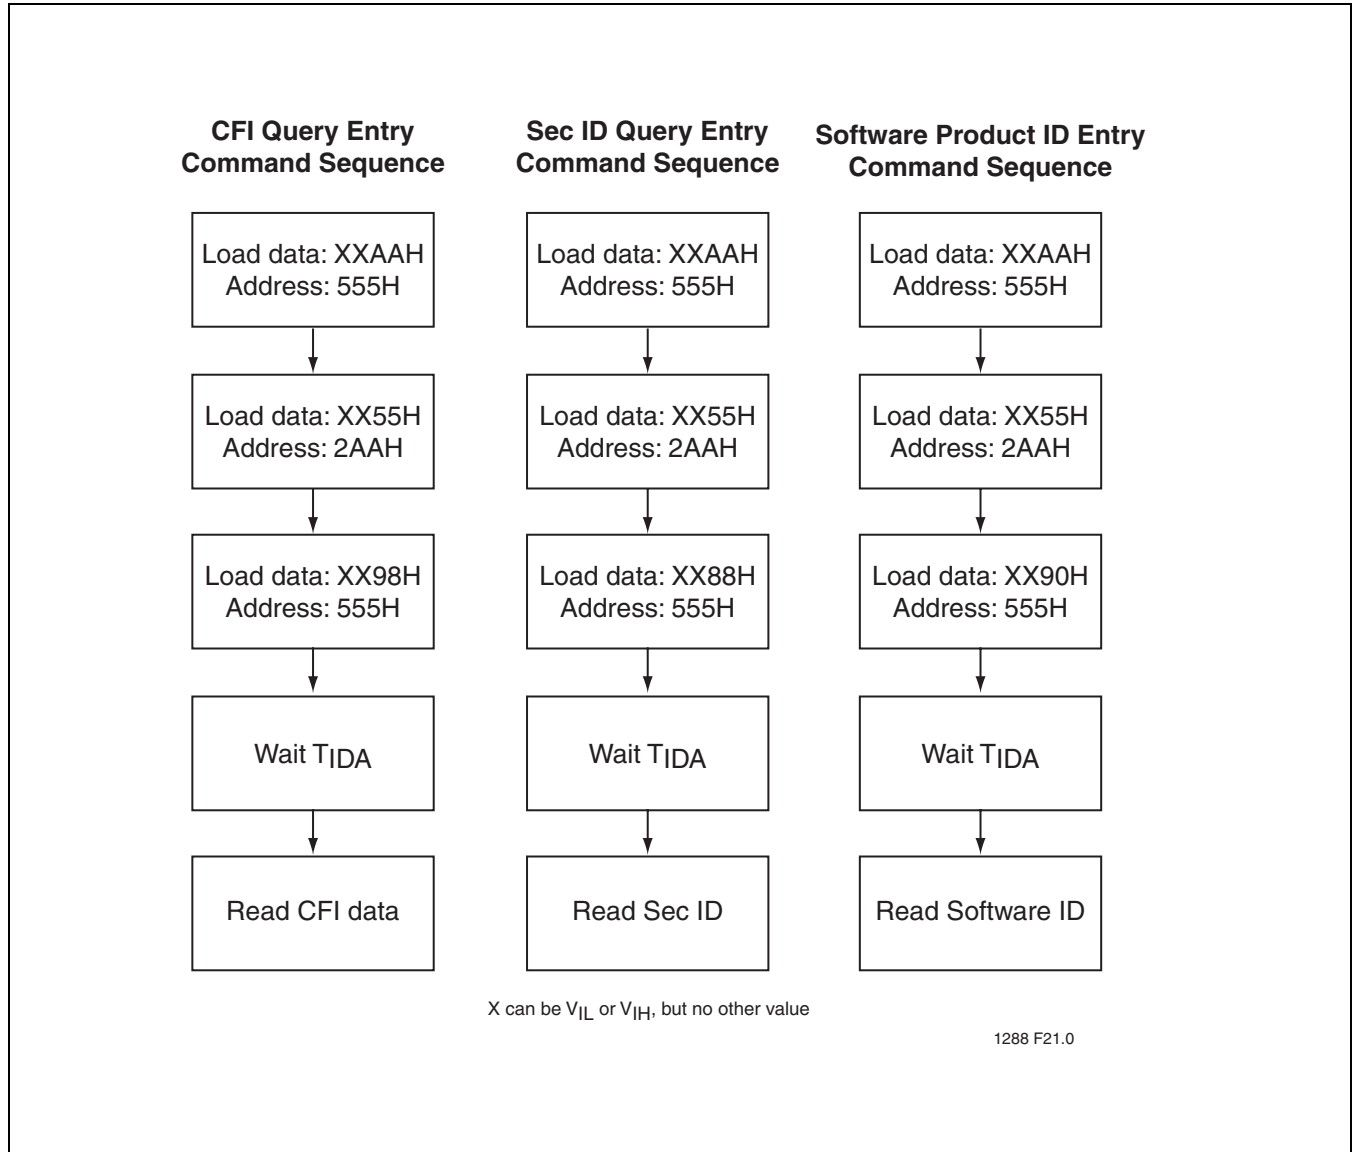 CFI Query Entry
Command Sequence
Load data: XXAAH
Address: 555H
Load data: XX55H
Address: 2AAH
Load data: XX98H
Address: 555H
Wait TIDA
Read CFI data
Sec ID Query Entry
Command Sequence
Load data: XXAAH
Address: 555H
Load data: XX55H
Address: 2AAH
Load data: XX88H
Address: 555H
Wait TIDA
Read Sec ID
Software Product ID Entry
Command Sequence
Load data: XXAAH
Address: 555H
Load data: XX55H
Address: 2AAH
Load data: XX90H
Address: 555H
Wait TIDA
Read Software ID
X can be VIL or VIH, but no other value
1288 F21.0